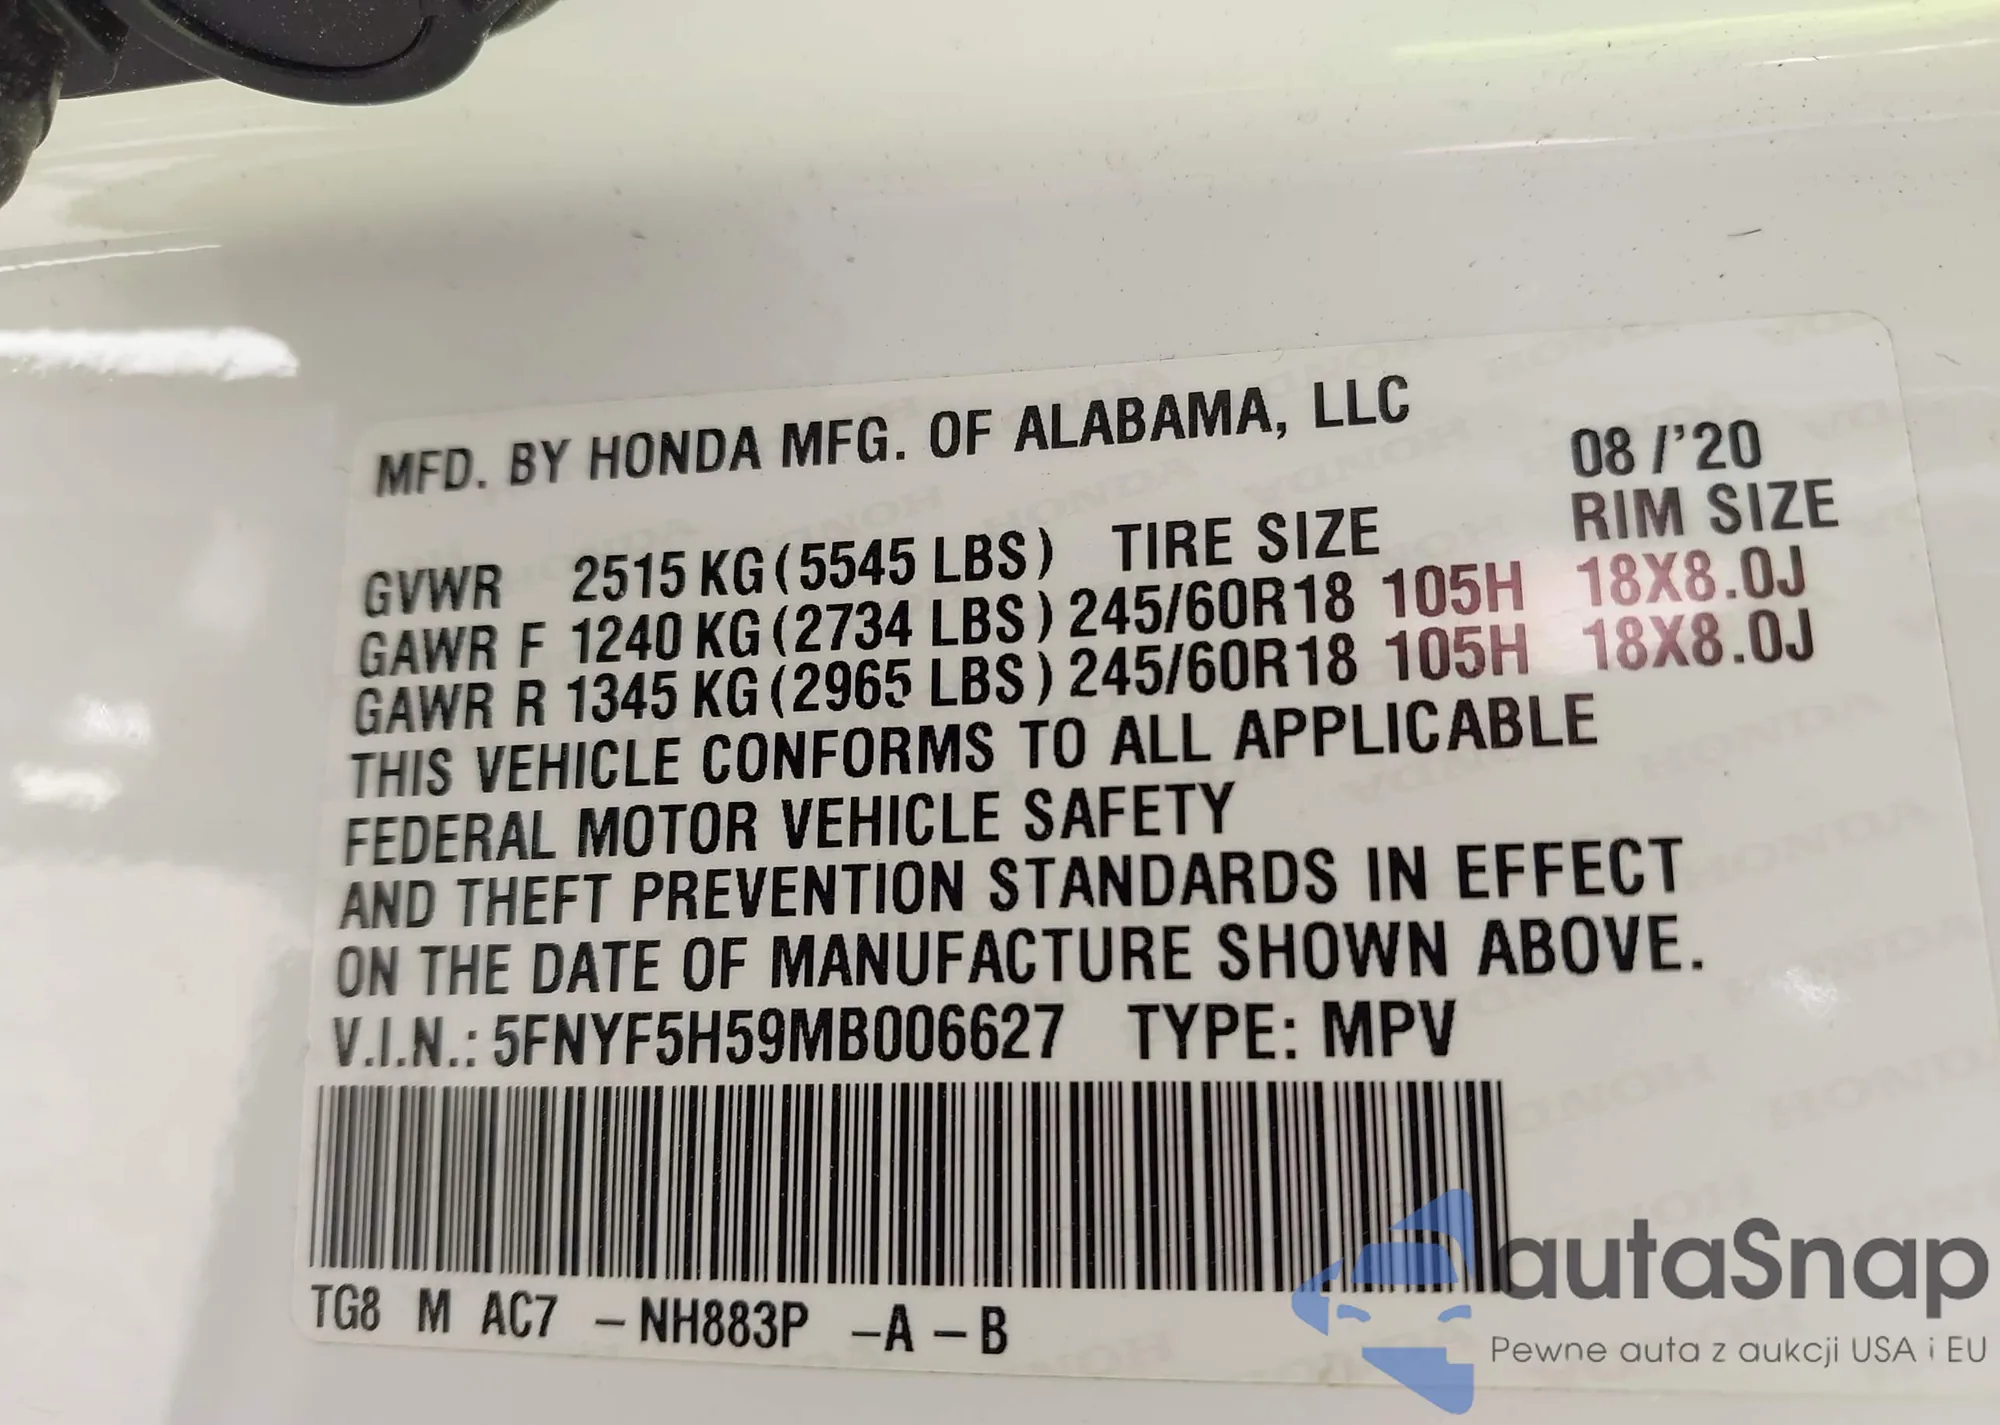 MFD. BY HONDA MFG. OF ALABAMA, LLC
08 /'20
GVWR 2515 KG (5545 LBS) TIRE SIZE RIM SIZE
GAWR F 1240 KG (2734 LBS) 245/60R18 105H 18X8.0J
GAWR R 1345 KG (2965 LBS) 245/60R18 105H 18X8.0J
THIS VEHICLE CONFORMS TO ALL APPLICABLE
FEDERAL MOTOR VEHICLE SAFETY
AND THEFT PREVENTION STANDARDS IN EFFECT
ON THE DATE OF MANUFACTURE SHOWN ABOVE.
V.I.N.: 5FNYF5H59MB006627 TYPE: MPV
TG8 M AC7 – NH883P –A – B
autaSnap
Pewne auta z aukcji USA i EU